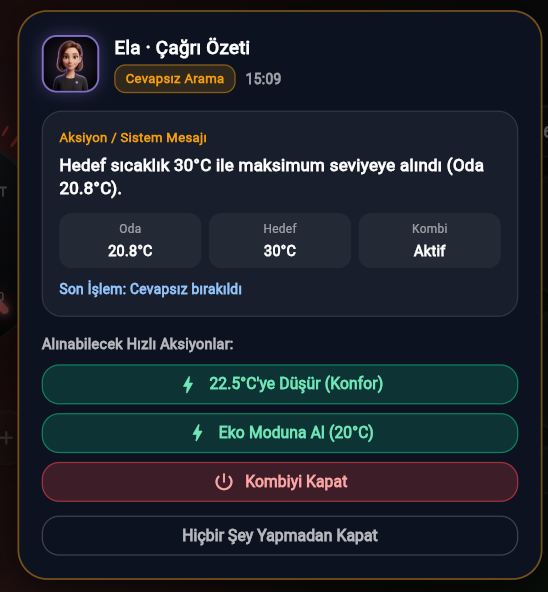 Ela · Çağrı Özeti
Cevapsız Arama 15:09
Aksiyon / Sistem Mesajı
Hedef sıcaklık 30°C ile maksimum seviyeye alındı (Oda
20.8°C).
Oda Hedef Kombi
20.8°C 30°C Aktif
Son İşlem: Cevapsız bırakıldı
Alınabilecek Hızlı Aksiyonlar:
22.5°C'ye Düşür (Konfor)
Eko Moduna Al (20°C)
Kombiyi Kapat
Hiçbir Şey Yapmadan Kapat